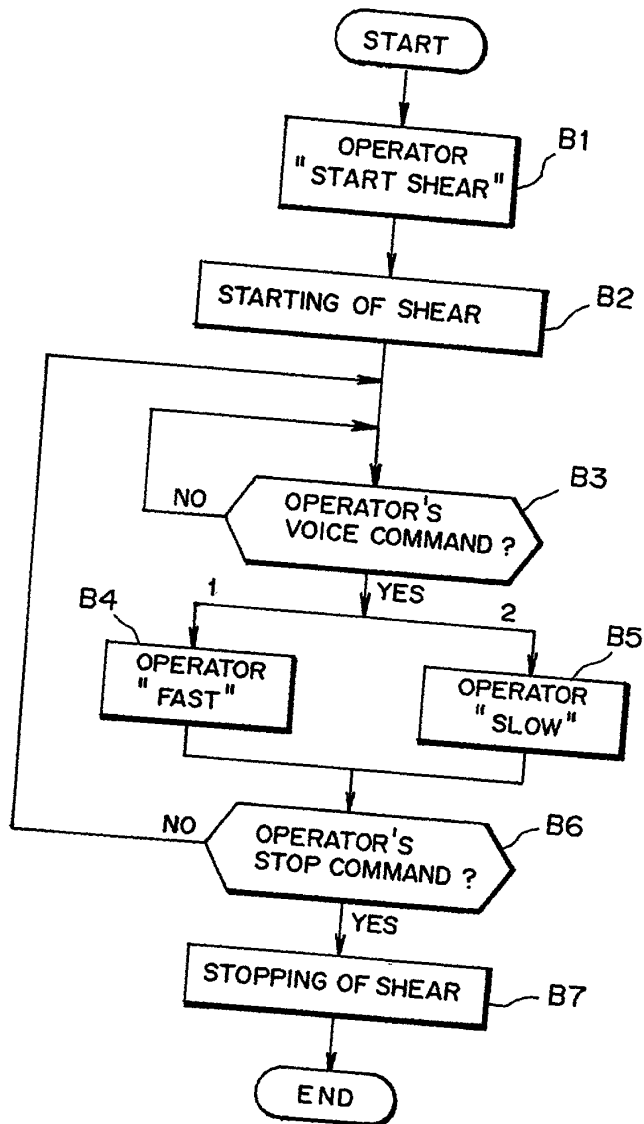 START
OPERATOR
"START SHEAR"
B1
STARTING OF SHEAR
B2
B3
OPERATOR'S
VOICE COMMAND ?
NO
YES
1
2
B4
OPERATOR
"FAST"
B5
OPERATOR
"SLOW"
B6
OPERATOR'S
STOP COMMAND ?
NO
YES
STOPPING OF SHEAR
B7
END